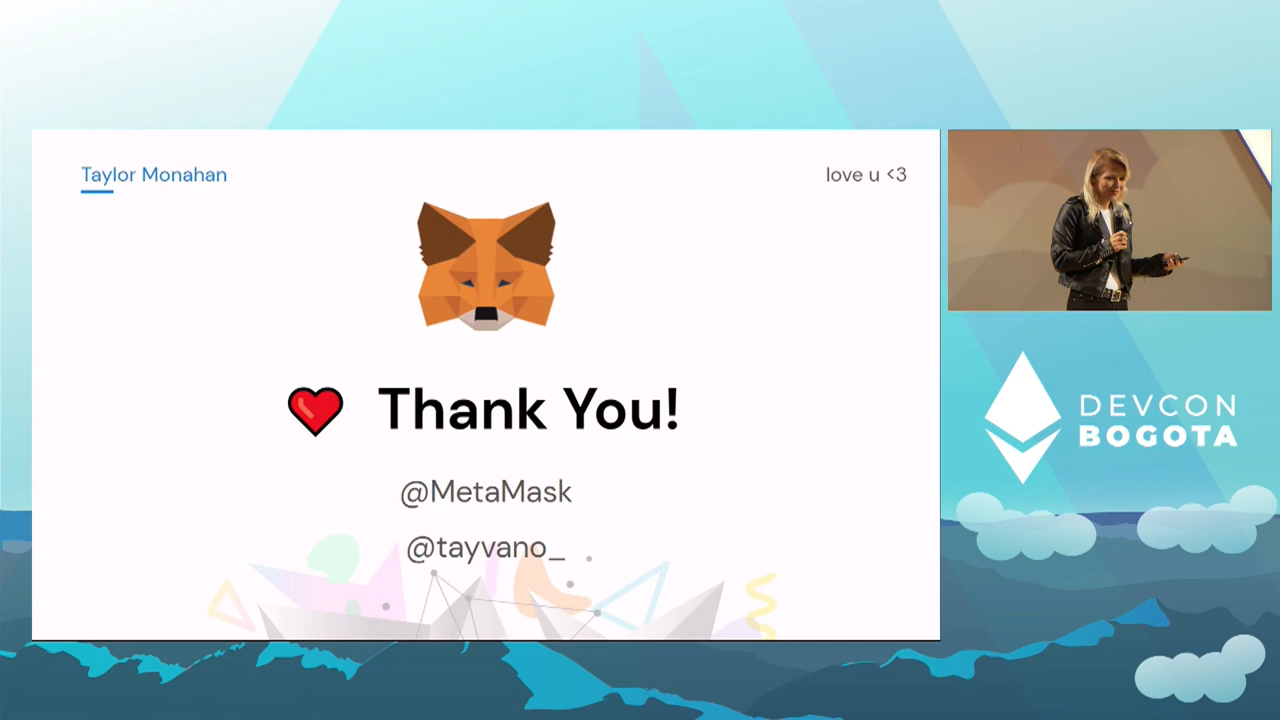 Taylor Monahan
love u <3
Thank You!
@MetaMask
@tayvano_
DEVCON
BOGOTA